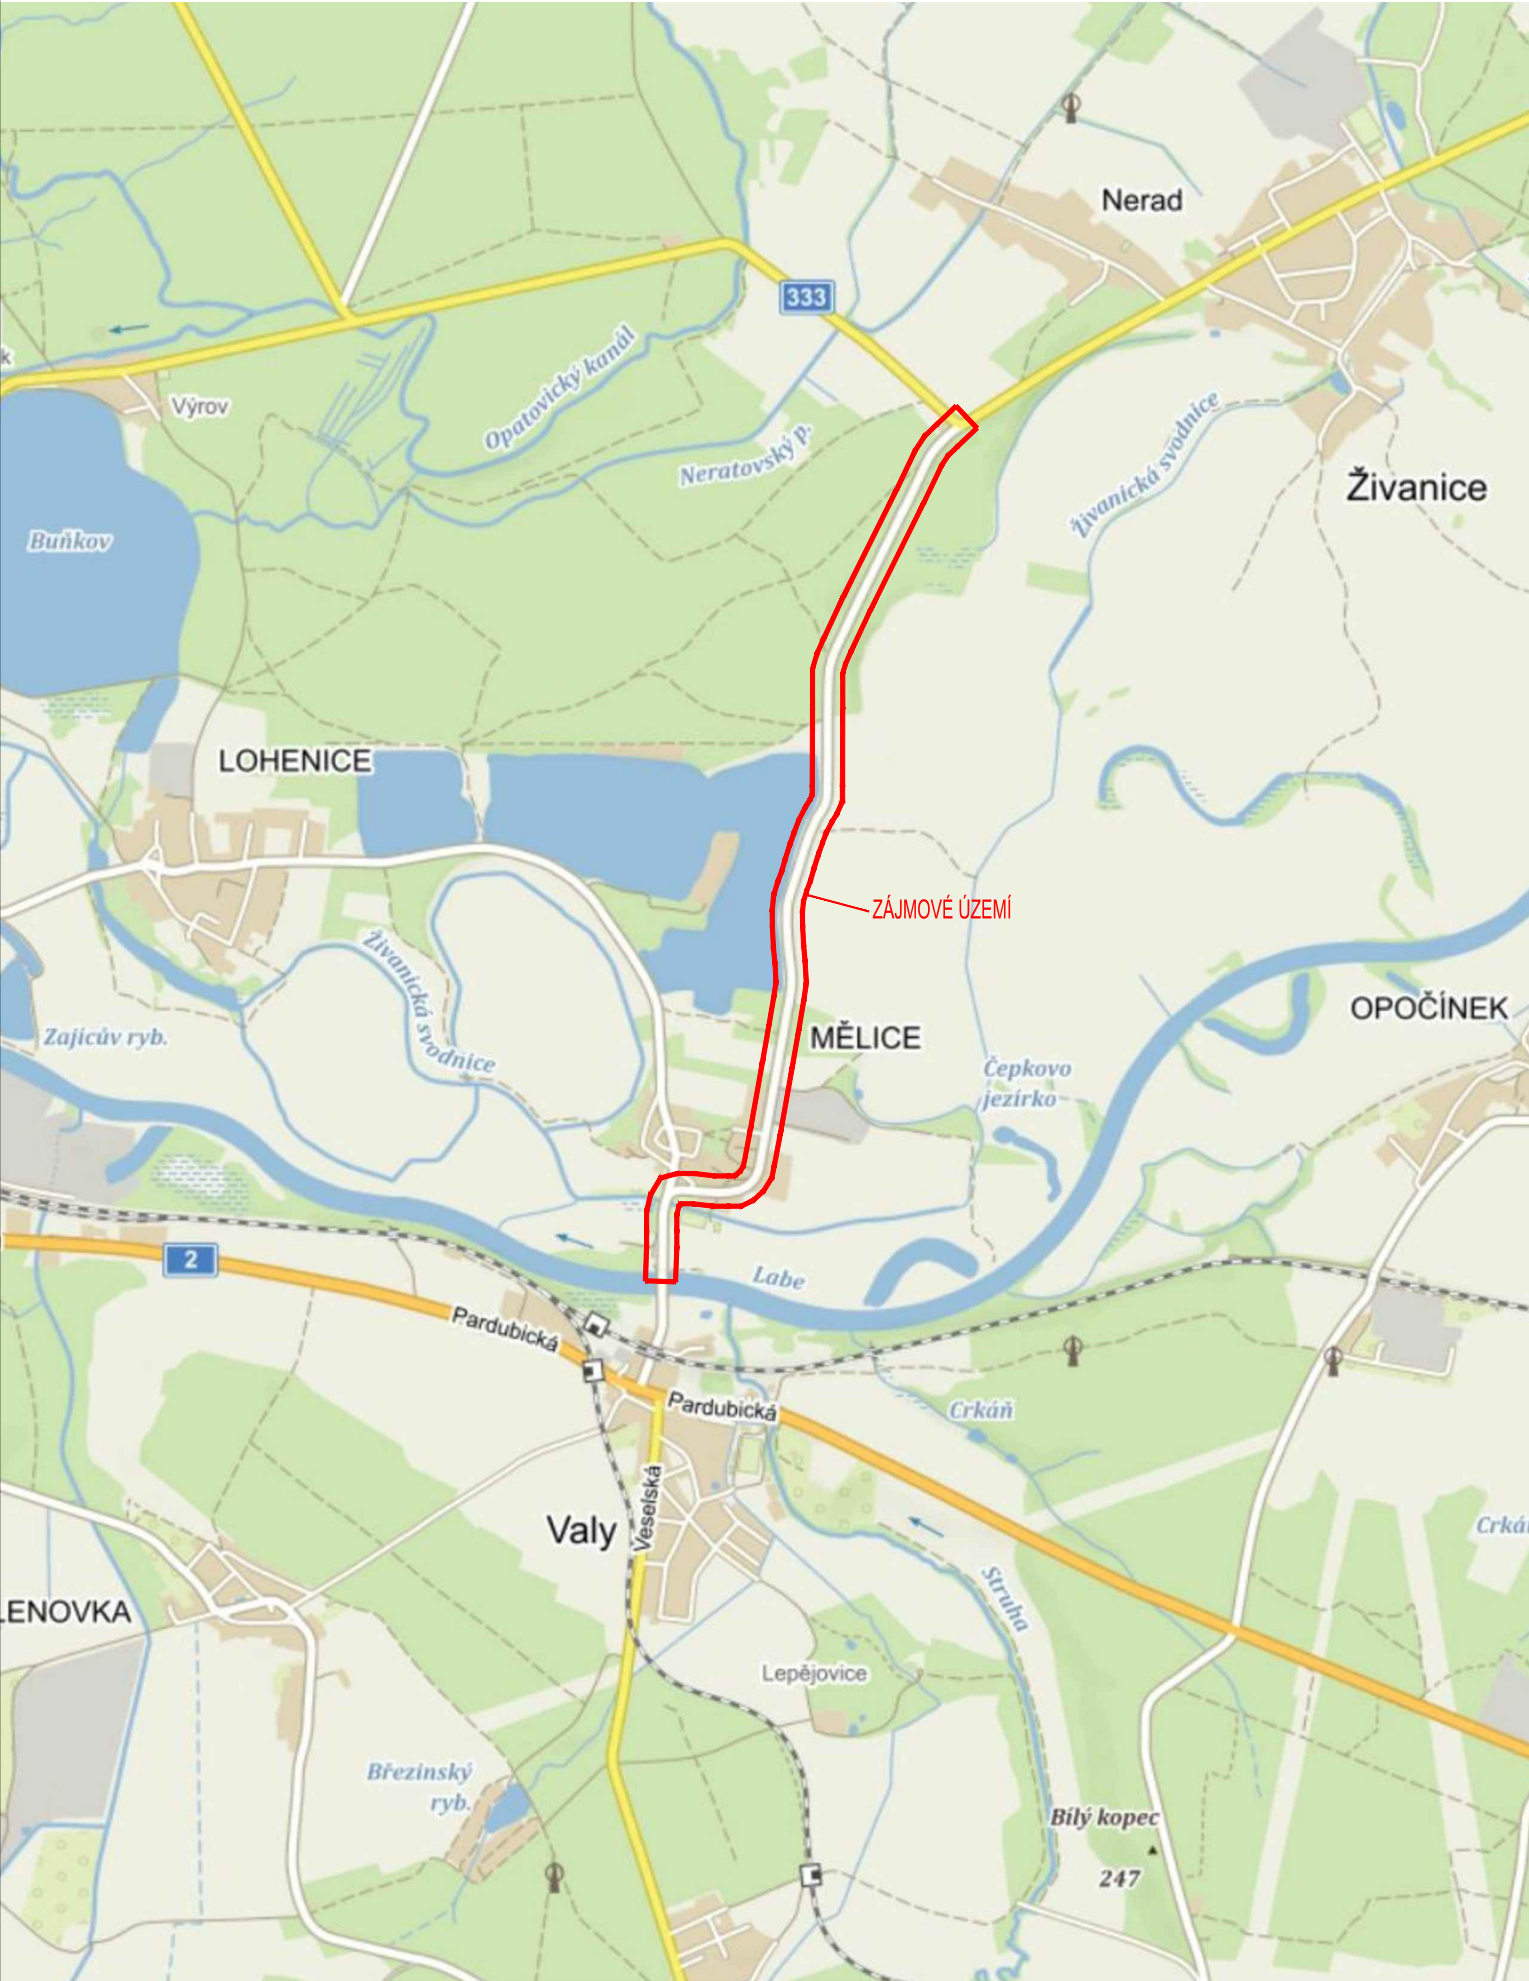 Nerad
333
Opatovický kanál
k
Výrov
Neratovský p.
Živanická svodnice
Živanice
Buňkov
LOHENICE
ZÁJMOVÉ ÚZEMÍ
Živanická svodnice
OPOČÍNEK
Zajícův ryb.
MĚLICE
Čepkovo
jezírko
2
Labe
Pardubická
Pardubická
Crkáň
Veselská
Valy
Crkáň
Struha
LENOVKA
Lepějovice
Březinský
ryb.
Bílý kopec
247